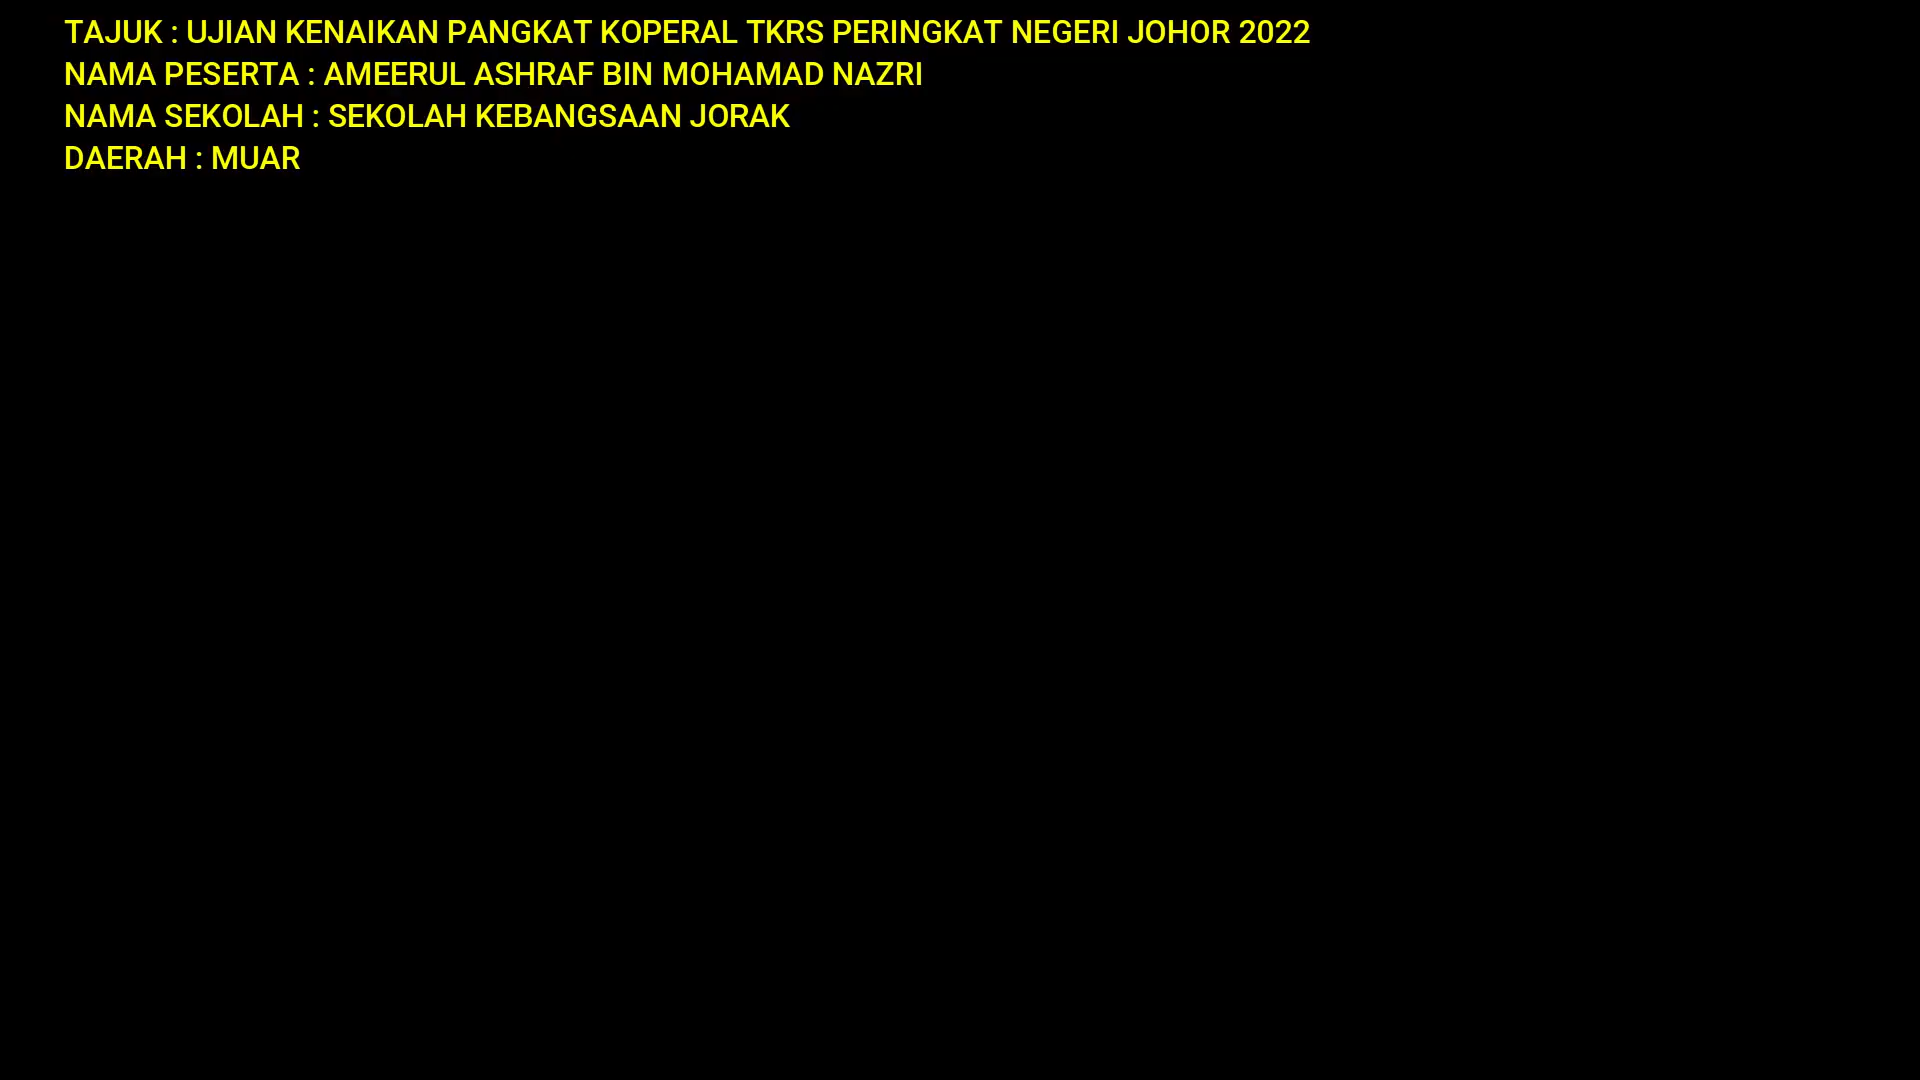 TAJUK : UJIAN KENAIKAN PANGKAT KOPERAL TKRS PERINGKAT NEGERI JOHOR 2022
NAMA PESERTA : AMEERUL ASHRAF BIN MOHAMAD NAZRI
NAMA SEKOLAH : SEKOLAH KEBANGSAAN JORAK
DAERAH : MUAR